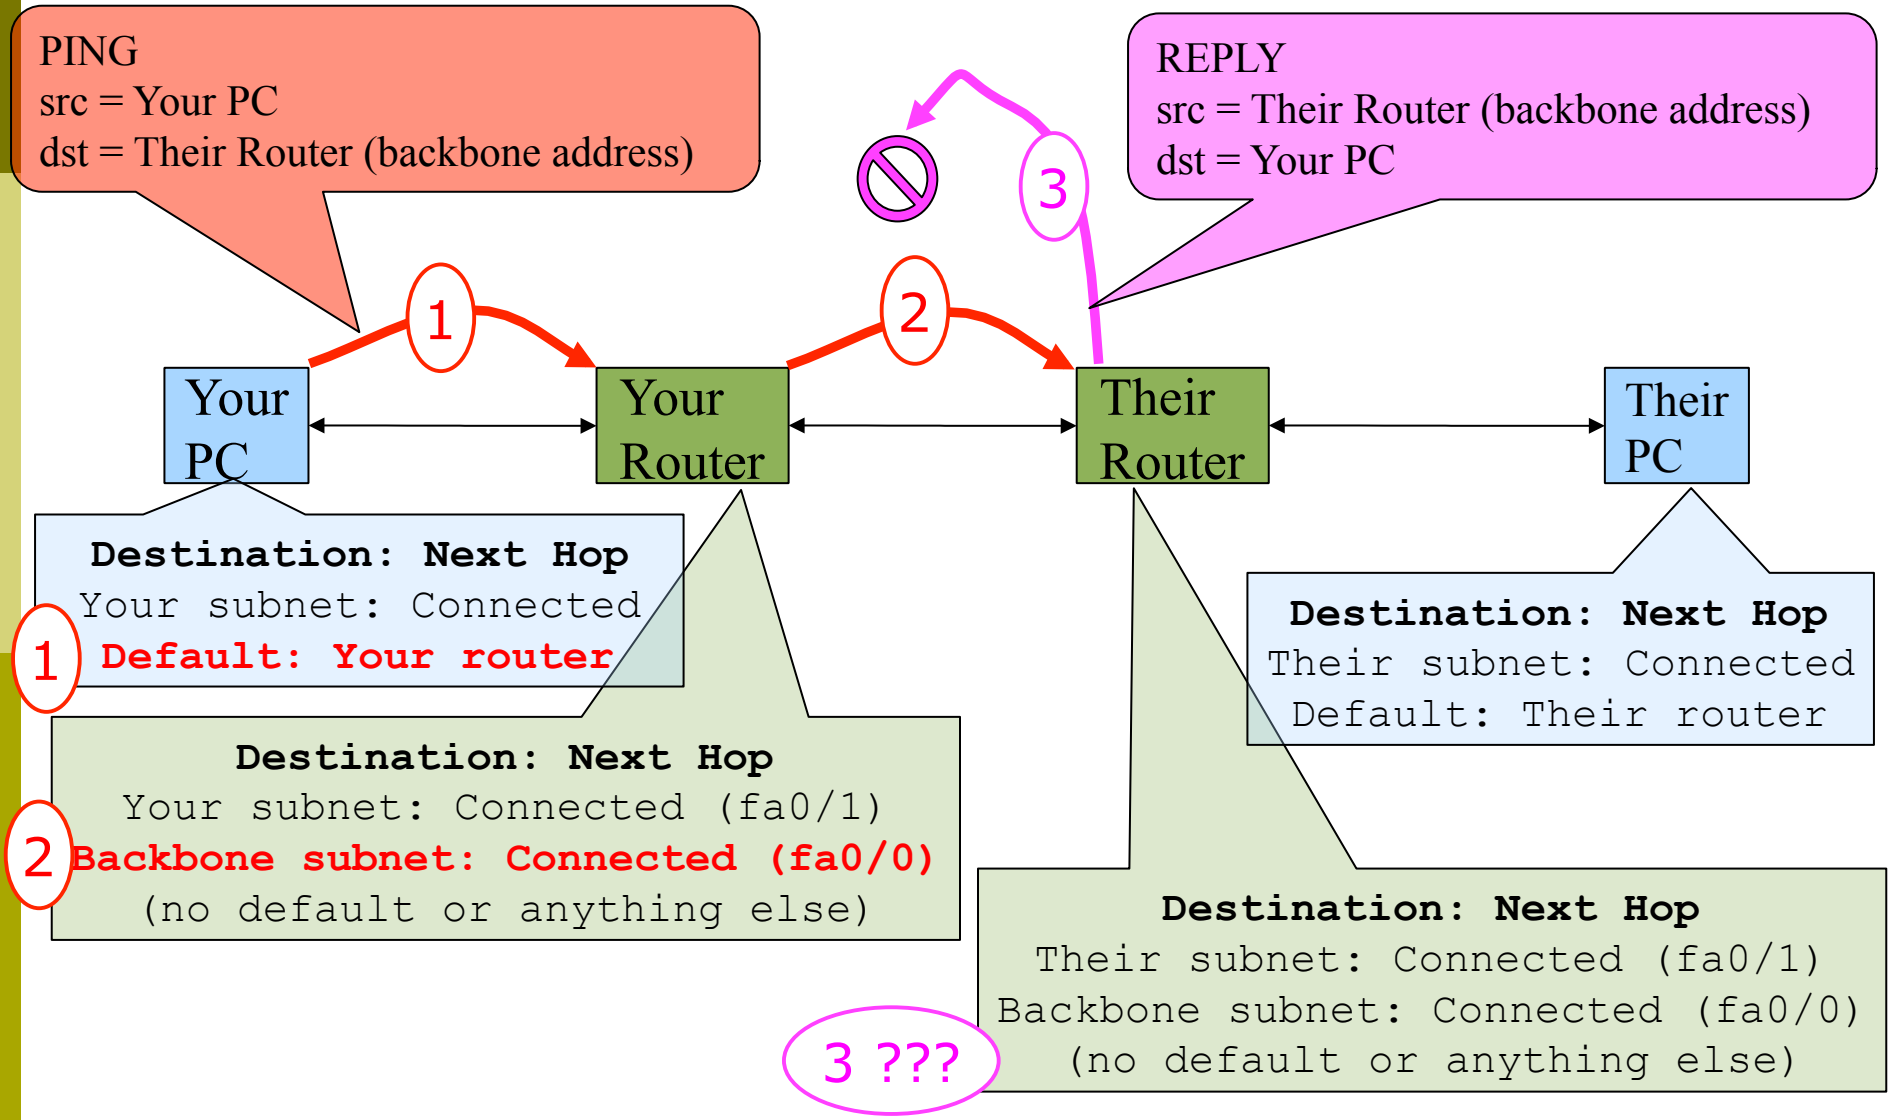 PING
src = Your PC
dst = Their Router (backbone address)
REPLY
src = Their Router (backbone address)
dst = Your PC
3
1
2
Your
PC
Your
Router
Their
Router
Their
PC
Destination: Next Hop
Your subnet: Connected
1
Default: Your router
Destination: Next Hop
Their subnet: Connected
Default: Their router
Destination: Next Hop
Your subnet: Connected (fa0/1)
2
Backbone subnet: Connected (fa0/0)
(no default or anything else)
Destination: Next Hop
Their subnet: Connected (fa0/1)
Backbone subnet: Connected (fa0/0)
(no default or anything else)
3 ???